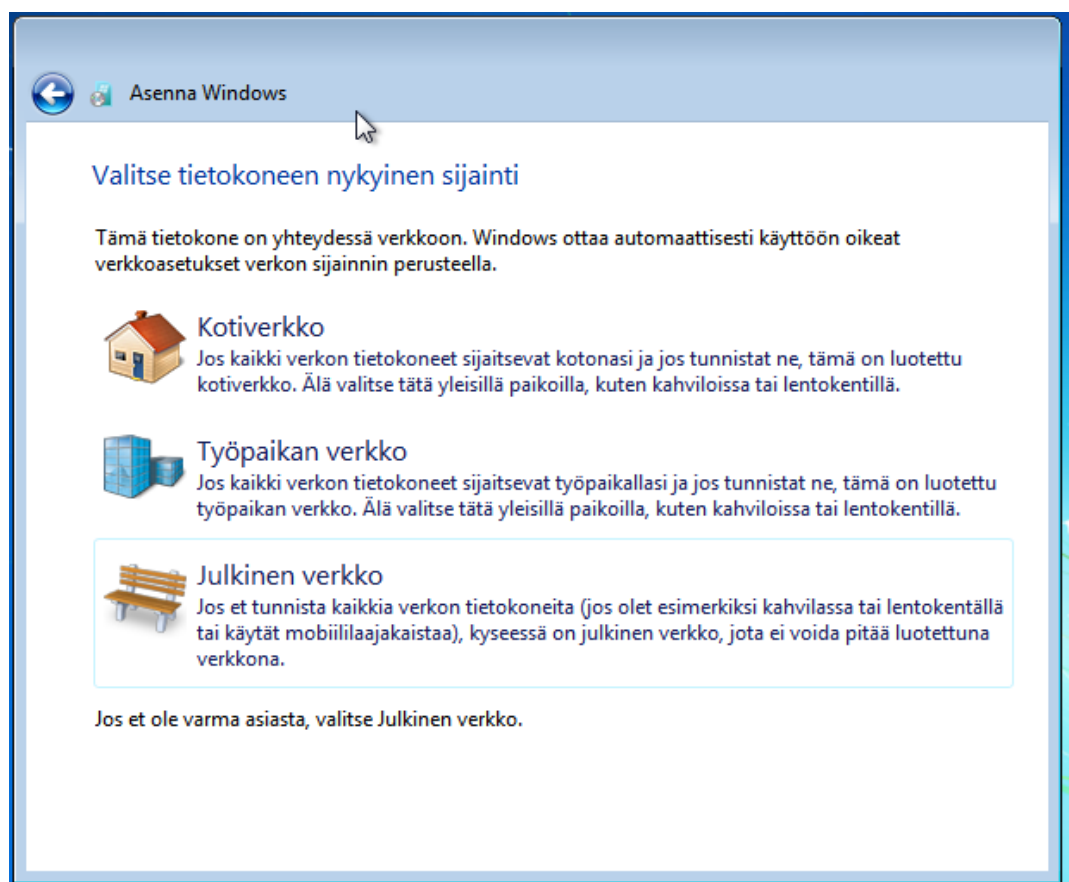 Asenna Windows
Valitse tietokoneen nykyinen sijainti
Tämä tietokone on yhteydessä verkkoon. Windows ottaa automaattisesti käyttöön oikeat
verkkoasetukset verkon sijainnin perusteella.
Kotiverkko
Jos kaikki verkon tietokoneet sijaitsevat kotonasi ja jos tunnistat ne, tämä on luotettu
kotiverkko. Älä valitse tätä yleisillä paikoilla, kuten kahviloissa tai lentokentillä.
Työpaikan verkko
Jos kaikki verkon tietokoneet sijaitsevat työpaikallasi ja jos tunnistat ne, tämä on luotettu
työpaikan verkko. Älä valitse tätä yleisillä paikoilla, kuten kahviloissa tai lentokentillä.
Julkinen verkko
Jos et tunnista kaikkia verkon tietokoneita (jos olet esimerkiksi kahvilassa tai lentokentällä
tai käytät mobiililaajakaistaa), kyseessä on julkinen verkko, jota ei voida pitää luotettuna
verkkona.
Jos et ole varma asiasta, valitse Julkinen verkko.